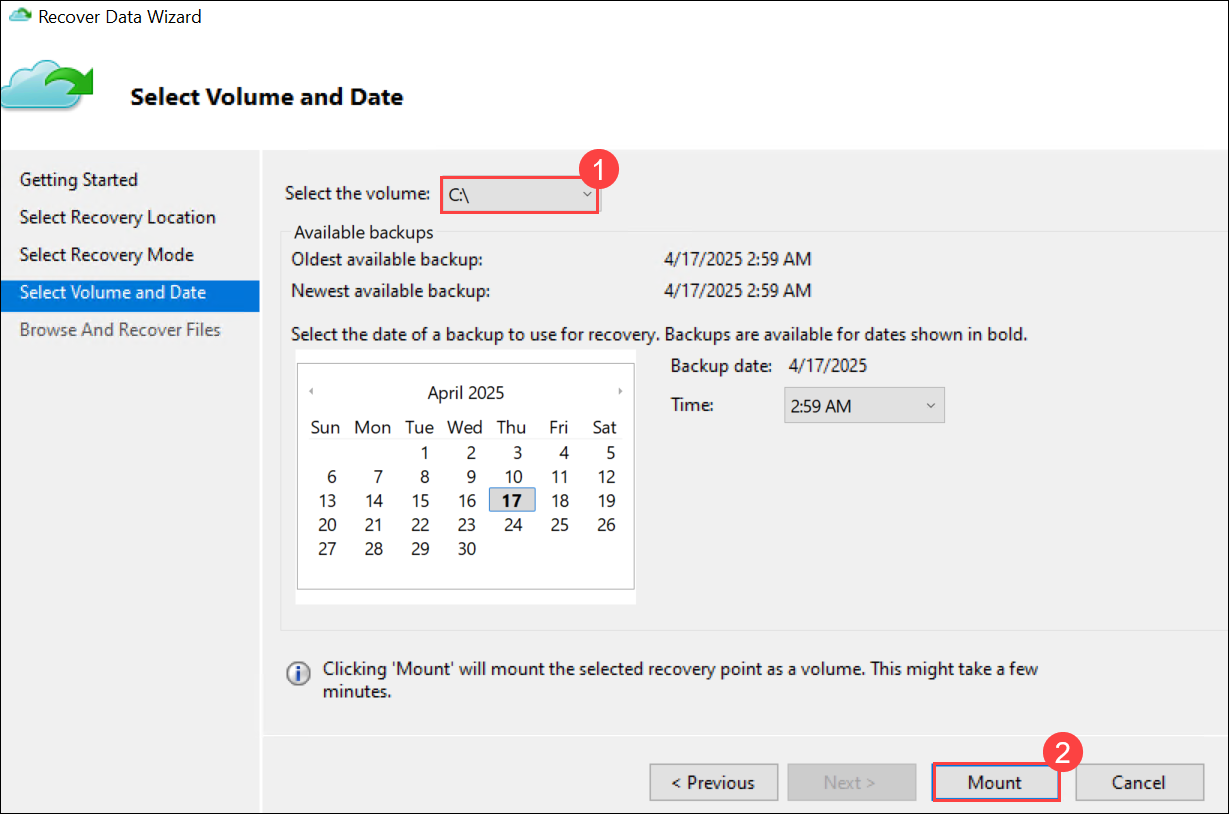 Recover Data Wizard
Select Volume and Date
Getting Started
Select Recovery Location
Select Recovery Mode
Select Volume and Date
Browse And Recover Files
Select the volume: C:\
1
Available backups
Oldest available backup: 4/17/2025 2:59 AM
Newest available backup: 4/17/2025 2:59 AM
Select the date of a backup to use for recovery. Backups are available for dates shown in bold.
Backup date: 4/17/2025
Time: 2:59 AM
April 2025
Sun Mon Tue Wed Thu Fri Sat
1 2 3 4 5
6 7 8 9 10 11 12
13 14 15 16 17 18 19
20 21 22 23 24 25 26
27 28 29 30
Clicking 'Mount' will mount the selected recovery point as a volume. This might take a few
minutes.
2
< Previous Next > Mount Cancel